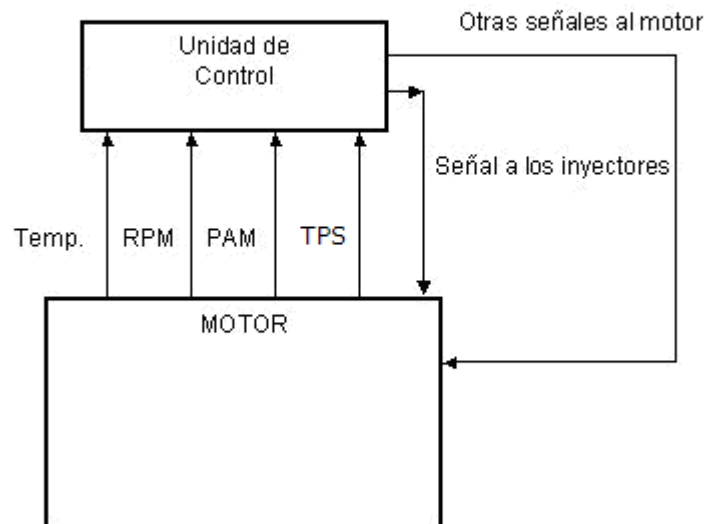 Otras señales al motor
Unidad de
Control
Señal a los inyectores
Temp.
RPM
PAM
TPS
MOTOR